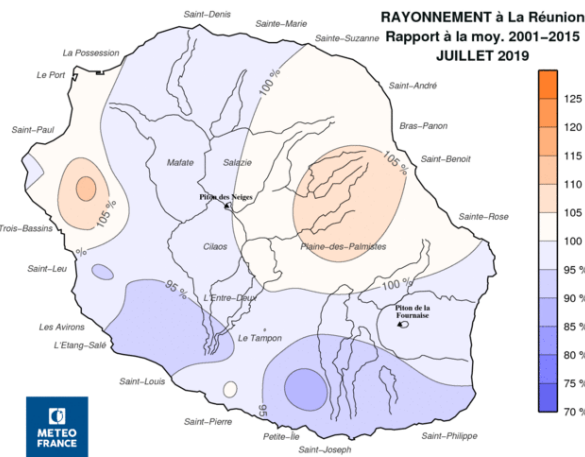 RAYONNEMENT à La Réunion
Rapport à la moy. 2001−2015
JUILLET 2019
Saint−Denis
Sainte−Marie
Sainte−Suzanne
La Possession
Le Port
Saint−André
Saint−Paul
Bras−Panon
Saint−Benoit
Mafate
Salazie
Piton des Neiges
Trois−Bassins
Sainte−Rose
Cilaos
Plaine−des−Palmistes
Saint−Leu
L'Entre−Deux
Piton de la
Fournaise
Les Avirons
L'Etang−Salé
Le Tampon
Saint−Louis
Saint−Pierre
Petite−Ile
Saint−Joseph
Saint−Philippe
100 %
105 %
105 %
%
95 %
100 %
95
125
120
115
110
105
100
95 %
90 %
85 %
80 %
75 %
70 %
METEO
FRANCE